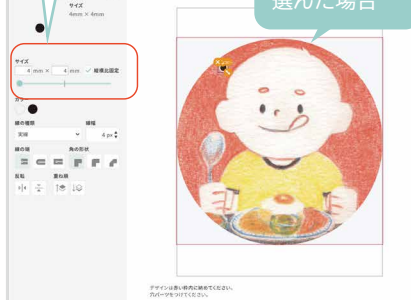 選んだ場合
サイズ
4mm × 4mm
サイズ
4 mm × 4 mm ✓ 縦横比固定
カラー
線の種類 線幅
実線 4 px
線の端 角の形状
反転 重ね順
デザインは赤い枠内に納めてください。
穴パーツをつけてください。